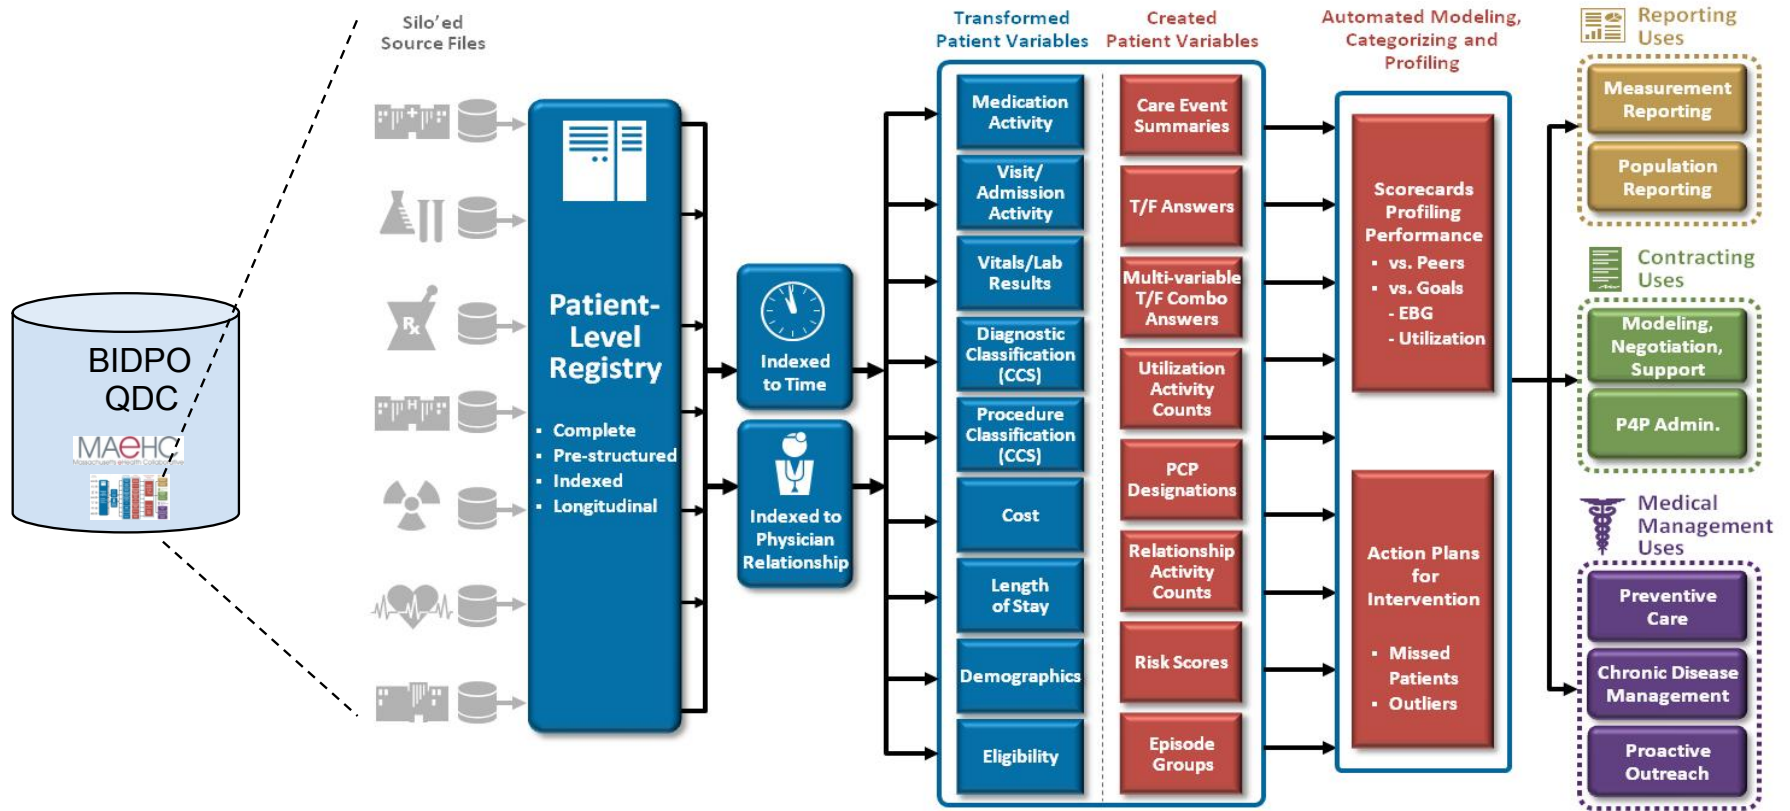 BIDPO
QDC
MAeHC
Massachusetts eHealth Collaborative
Silo'ed
Source Files
Rx
H
Patient-
Level
Registry
▪ Complete
▪ Pre-structured
▪ Indexed
▪ Longitudinal
Indexed
to Time
Indexed to
Physician
Relationship
Transformed
Patient Variables
Medication
Activity
Visit/
Admission
Activity
Vitals/Lab
Results
Diagnostic
Classification
(CCS)
Procedure
Classification
(CCS)
Cost
Length
of Stay
Demographics
Eligibility
Created
Patient Variables
Care Event
Summaries
T/F Answers
Multi-variable
T/F Combo
Answers
Utilization
Activity
Counts
PCP
Designations
Relationship
Activity
Counts
Risk Scores
Episode
Groups
Automated Modeling,
Categorizing and
Profiling
Scorecards
Profiling
Performance
▪ vs. Peers
▪ vs. Goals
- EBG
- Utilization
Action Plans
for
Intervention
▪ Missed
Patients
▪ Outliers
Reporting
Uses
Measurement
Reporting
Population
Reporting
Contracting
Uses
Modeling,
Negotiation,
Support
P4P Admin.
Medical
Management
Uses
Preventive
Care
Chronic Disease
Management
Proactive
Outreach